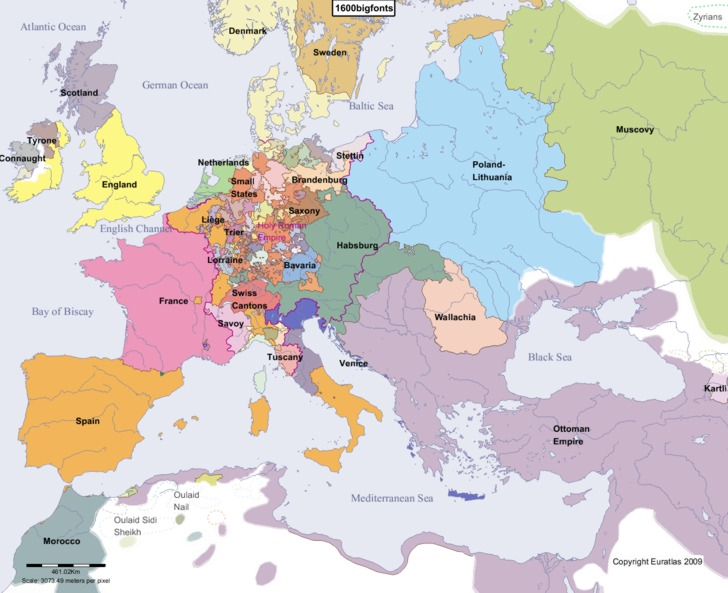 1600bigfonts
Zyrians
Atlantic Ocean
Denmark
Sweden
German Ocean
Scotland
Baltic Sea
Muscovy
Tyrone
Connaught
Stettin
Netherlands
Poland-
Lithuania
England
Small
States
Brandenburg
Liège
Saxony
English Channel
Trier
Holy Roman
Empire
Habsburg
Lorraine
Bavaria
France
Swiss
Cantons
Bay of Biscay
Savoy
Wallachia
Black Sea
Tuscany
Venice
Kartli
Spain
Ottoman
Empire
Mediterranean Sea
Oulaid
Nail
Oulaid Sidi
Sheikh
Morocco
461.02Km
Scale: 3073.49 meters per pixel
Copyright Euratlas 2009